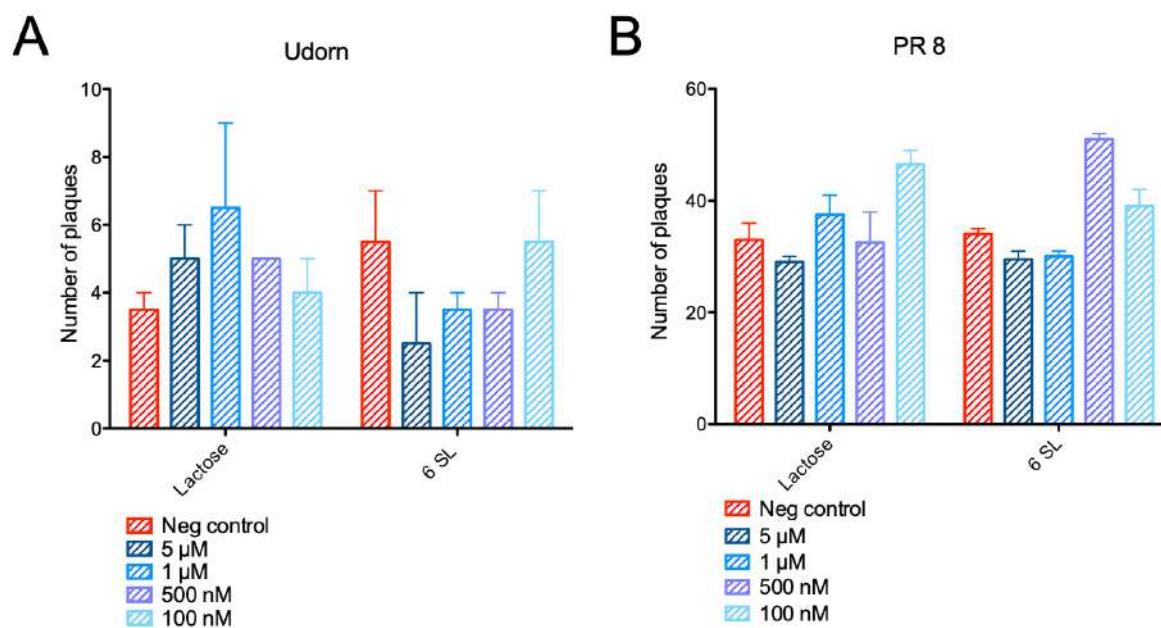 A
Udorn
Number of plaques
10
8
6
4
2
0
Lactose
6 SL
Neg control
5 µM
1 µM
500 nM
100 nM
B
PR 8
Number of plaques
60
40
20
0
Lactose
6 SL
Neg control
5 µM
1 µM
500 nM
100 nM